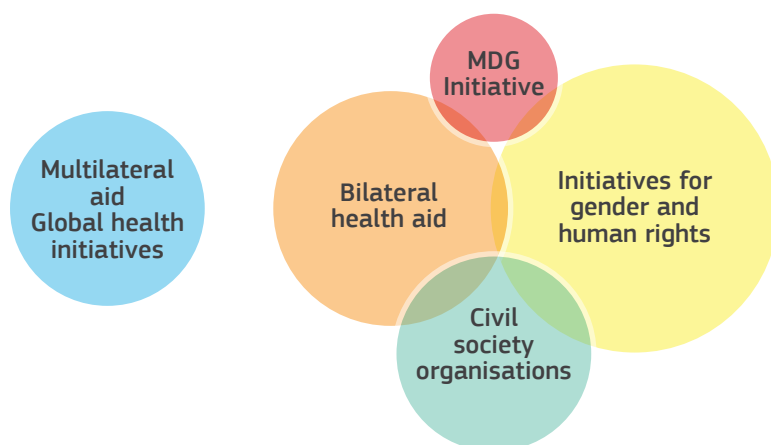 MDG
Initiative
Multilateral
aid
Global health
initiatives
Bilateral
health aid
Initiatives for
gender and
human rights
Civil
society
organisations